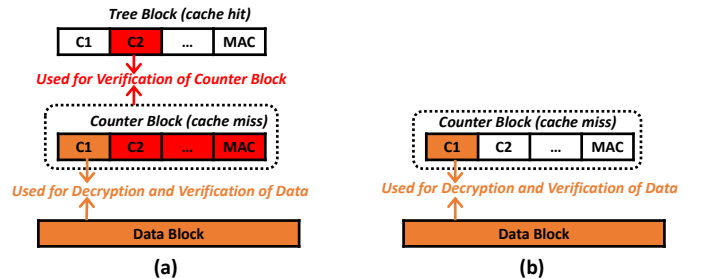 Tree Block (cache hit)
C1 C2 ... MAC
Used for Verification of Counter Block
Counter Block (cache miss)
C1 C2 ... MAC
Used for Decryption and Verification of Data
Data Block
(a)
Counter Block (cache miss)
C1 C2 ... MAC
Used for Decryption and Verification of Data
Data Block
(b)